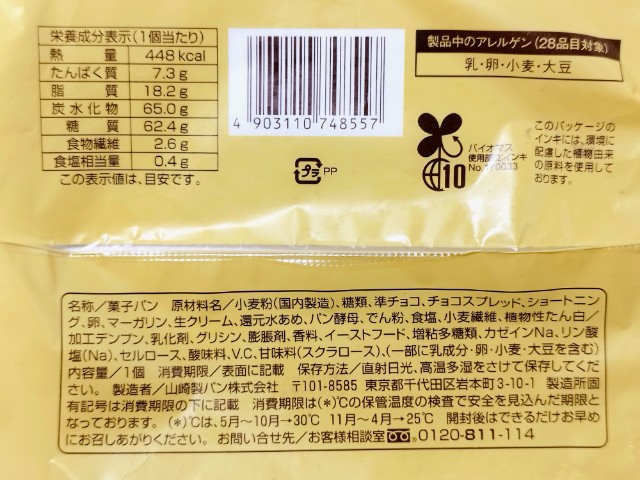 栄養成分表示(1個当たり)
熱量 448kcal
たんぱく質 7.3g
脂質 18.2g
炭水化物 65.0g
糖質 62.4g
食物繊維 2.6g
食塩相当量 0.4g
この表示値は、目安です。
4 903110 748557
プラ PP
製品中のアレルゲン(28品目対象)
乳・卵・小麦・大豆
バイオマス
使用部位:インキ
No.170033
10
このパッケージの
インキには、環境に
配慮した植物由来
の原料を使用して
おります。
名称/菓子パン 原材料名/小麦粉(国内製造)、糖類、準チョコ、チョコスプレッド、ショートニン
グ、卵、マーガリン、生クリーム、還元水あめ、パン酵母、でん粉、食塩、小麦繊維、植物性たん白/
加工デンプン、乳化剤、グリシン、膨脹剤、香料、イーストフード、増粘多糖類、カゼインNa、リン酸
塩(Na)、セルロース、酸味料、V.C、甘味料(スクラロース)、(一部に乳成分・卵・小麦・大豆を含む)
内容量/1個 消費期限/表面に記載 保存方法/直射日光、高温多湿をさけて保存してくだ
さい。 製造者/山崎製パン株式会社 〒101-8585 東京都千代田区岩本町3-10-1 製造所固
有記号は消費期限の下に記載 消費期限は(*)℃の保管温度の検査で安全を見込んだ期限と
なっております。(*)℃は、5月〜10月→30℃ 11月〜4月→25℃ 開封後はできるだけお早め
にお召しあがりください。 お問い合せ先/お客様相談室 0120-811-114